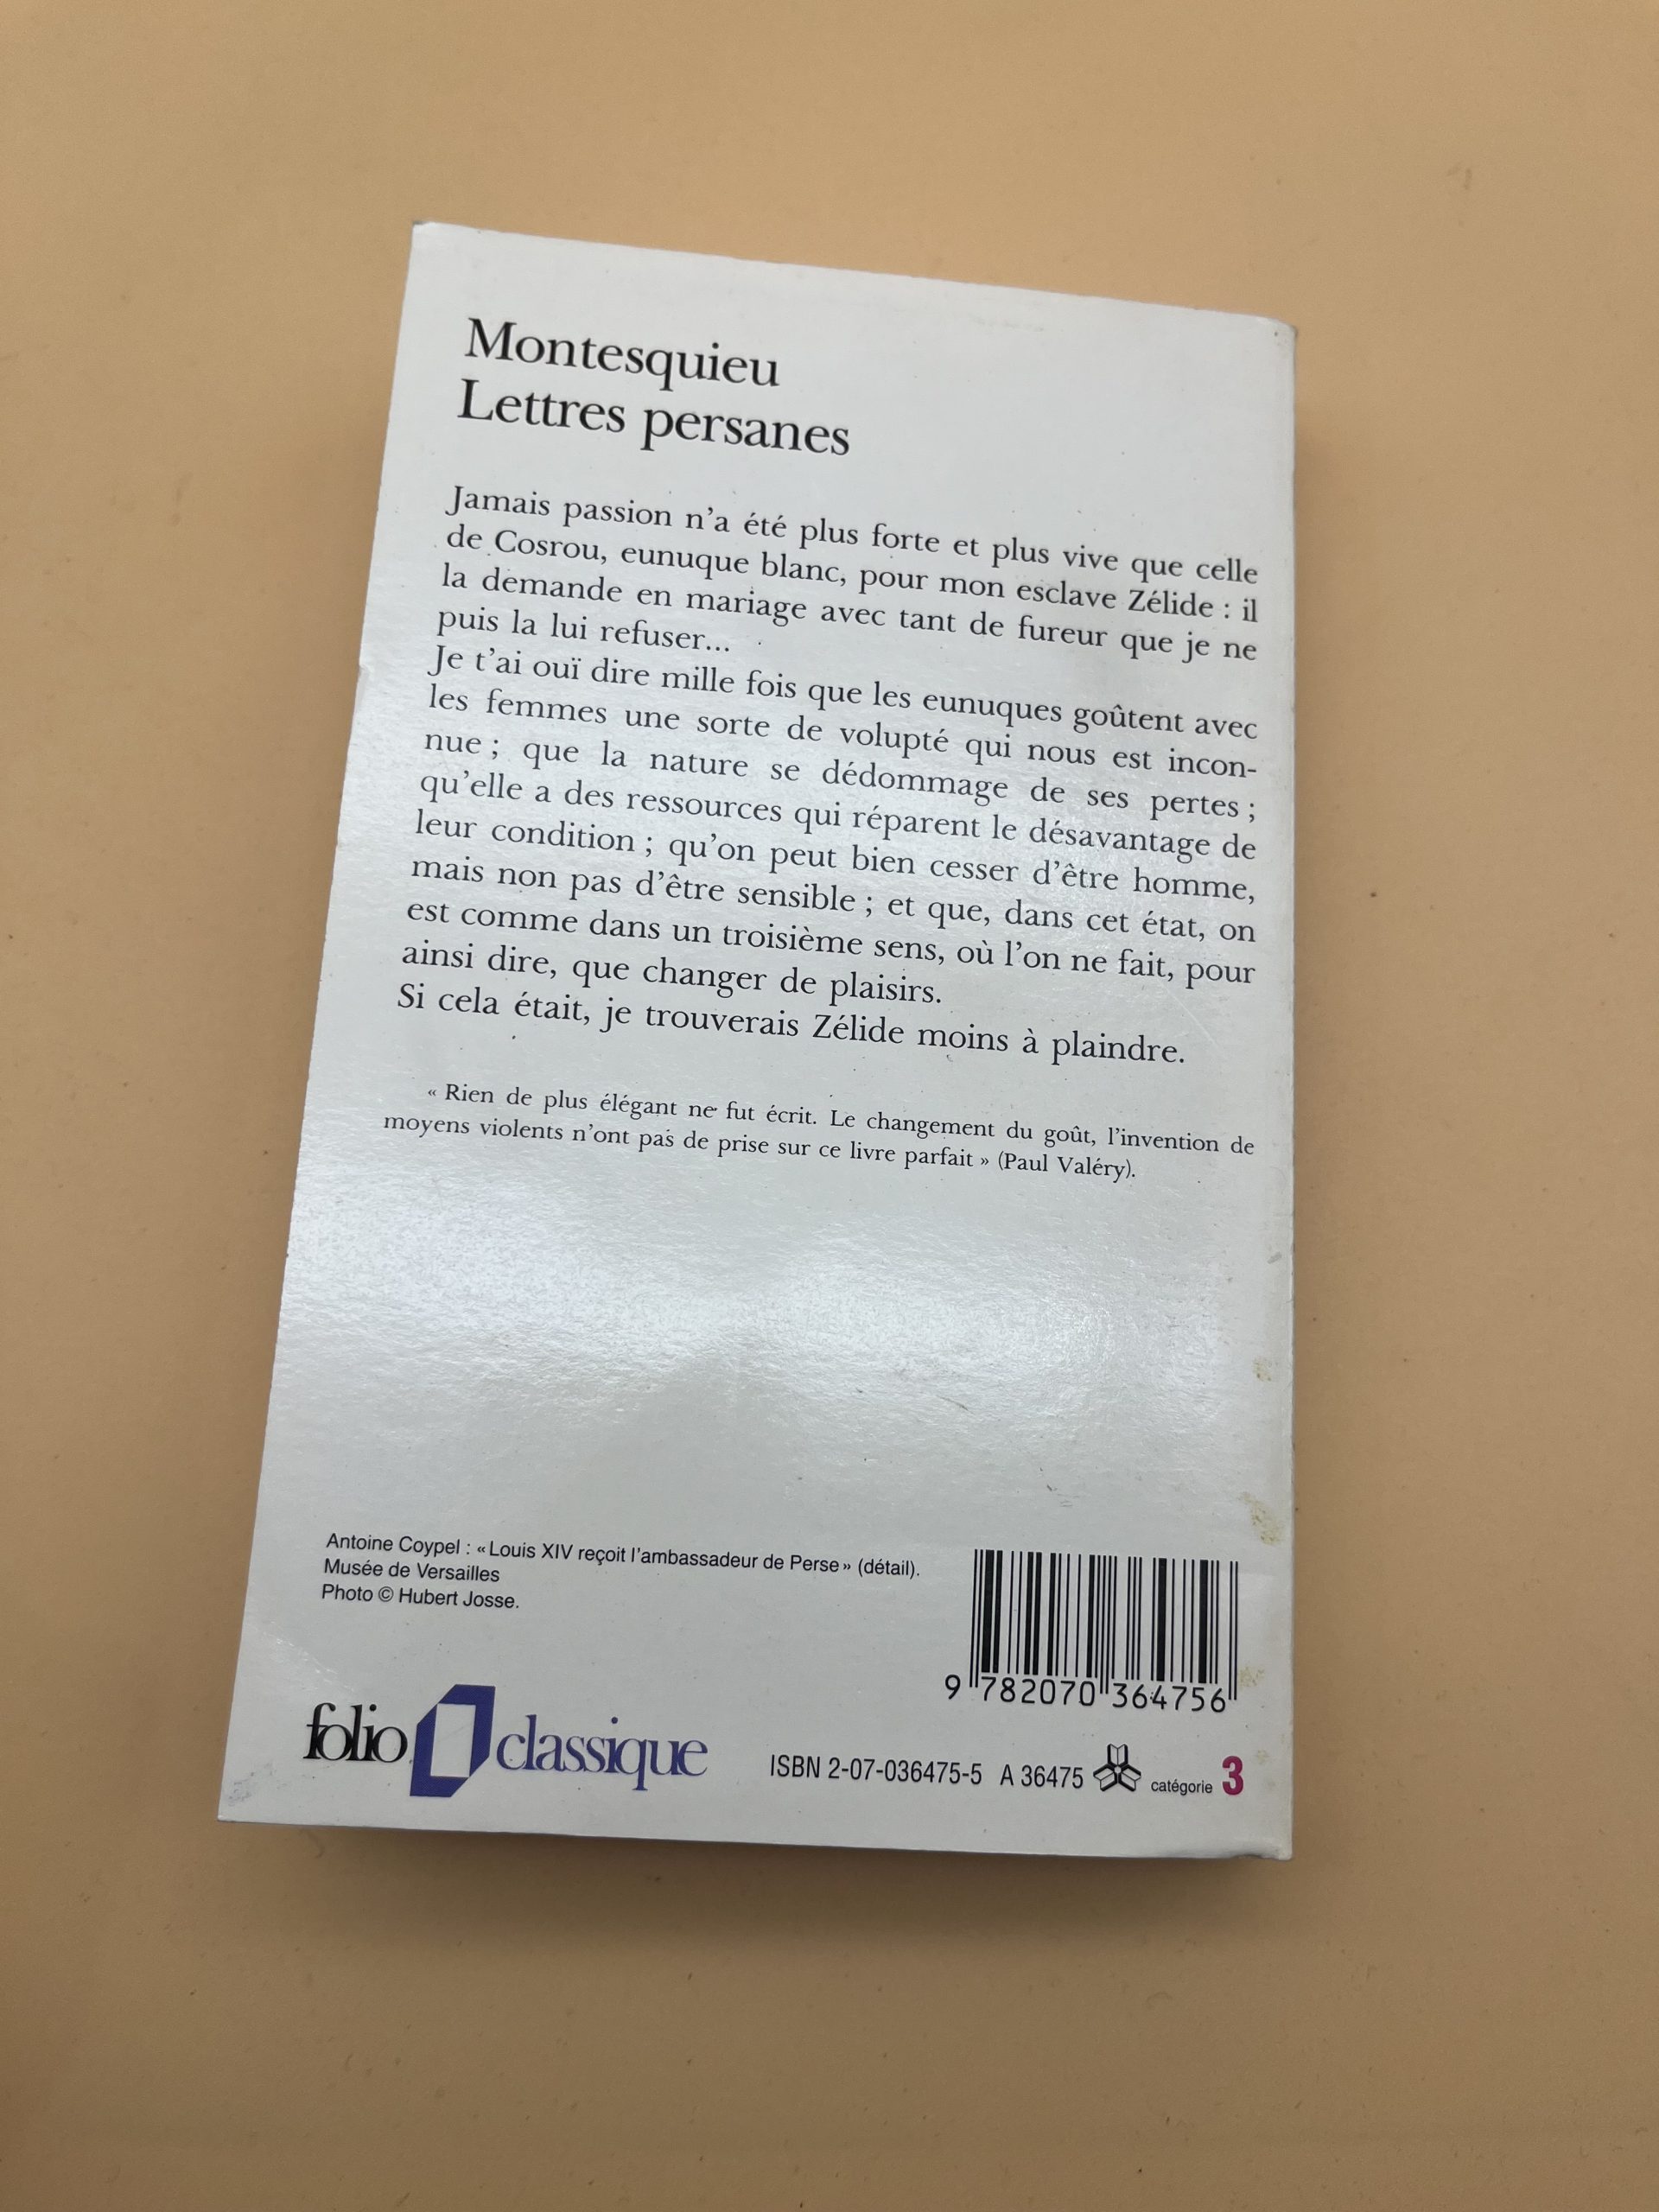 Montesquieu
Lettres persanes
Jamais passion n'a été plus forte et plus vive que celle
de Cosrou, eunuque blanc, pour mon esclave Zélide : il
la demande en mariage avec tant de fureur que je ne
puis la lui refuser...
Je t'ai ouï dire mille fois que les eunuques goûtent avec
les femmes une sorte de volupté qui nous est incon-
nue ; que la nature se dédommage de ses pertes ;
qu'elle a des ressources qui réparent le désavantage de
leur condition ; qu'on peut bien cesser d'être homme,
mais non pas d'être sensible ; et que, dans cet état, on
est comme dans un troisième sens, où l'on ne fait, pour
ainsi dire, que changer de plaisirs.
Si cela était, je trouverais Zélide moins à plaindre.
« Rien de plus élégant ne fut écrit. Le changement du goût, l'invention de
moyens violents n'ont pas de prise sur ce livre parfait » (Paul Valéry).
Antoine Coypel : « Louis XIV reçoit l'ambassadeur de Perse » (détail).
Musée de Versailles
Photo © Hubert Josse.
9 782070 364756
folio classique
ISBN 2-07-036475-5 A 36475 catégorie 3